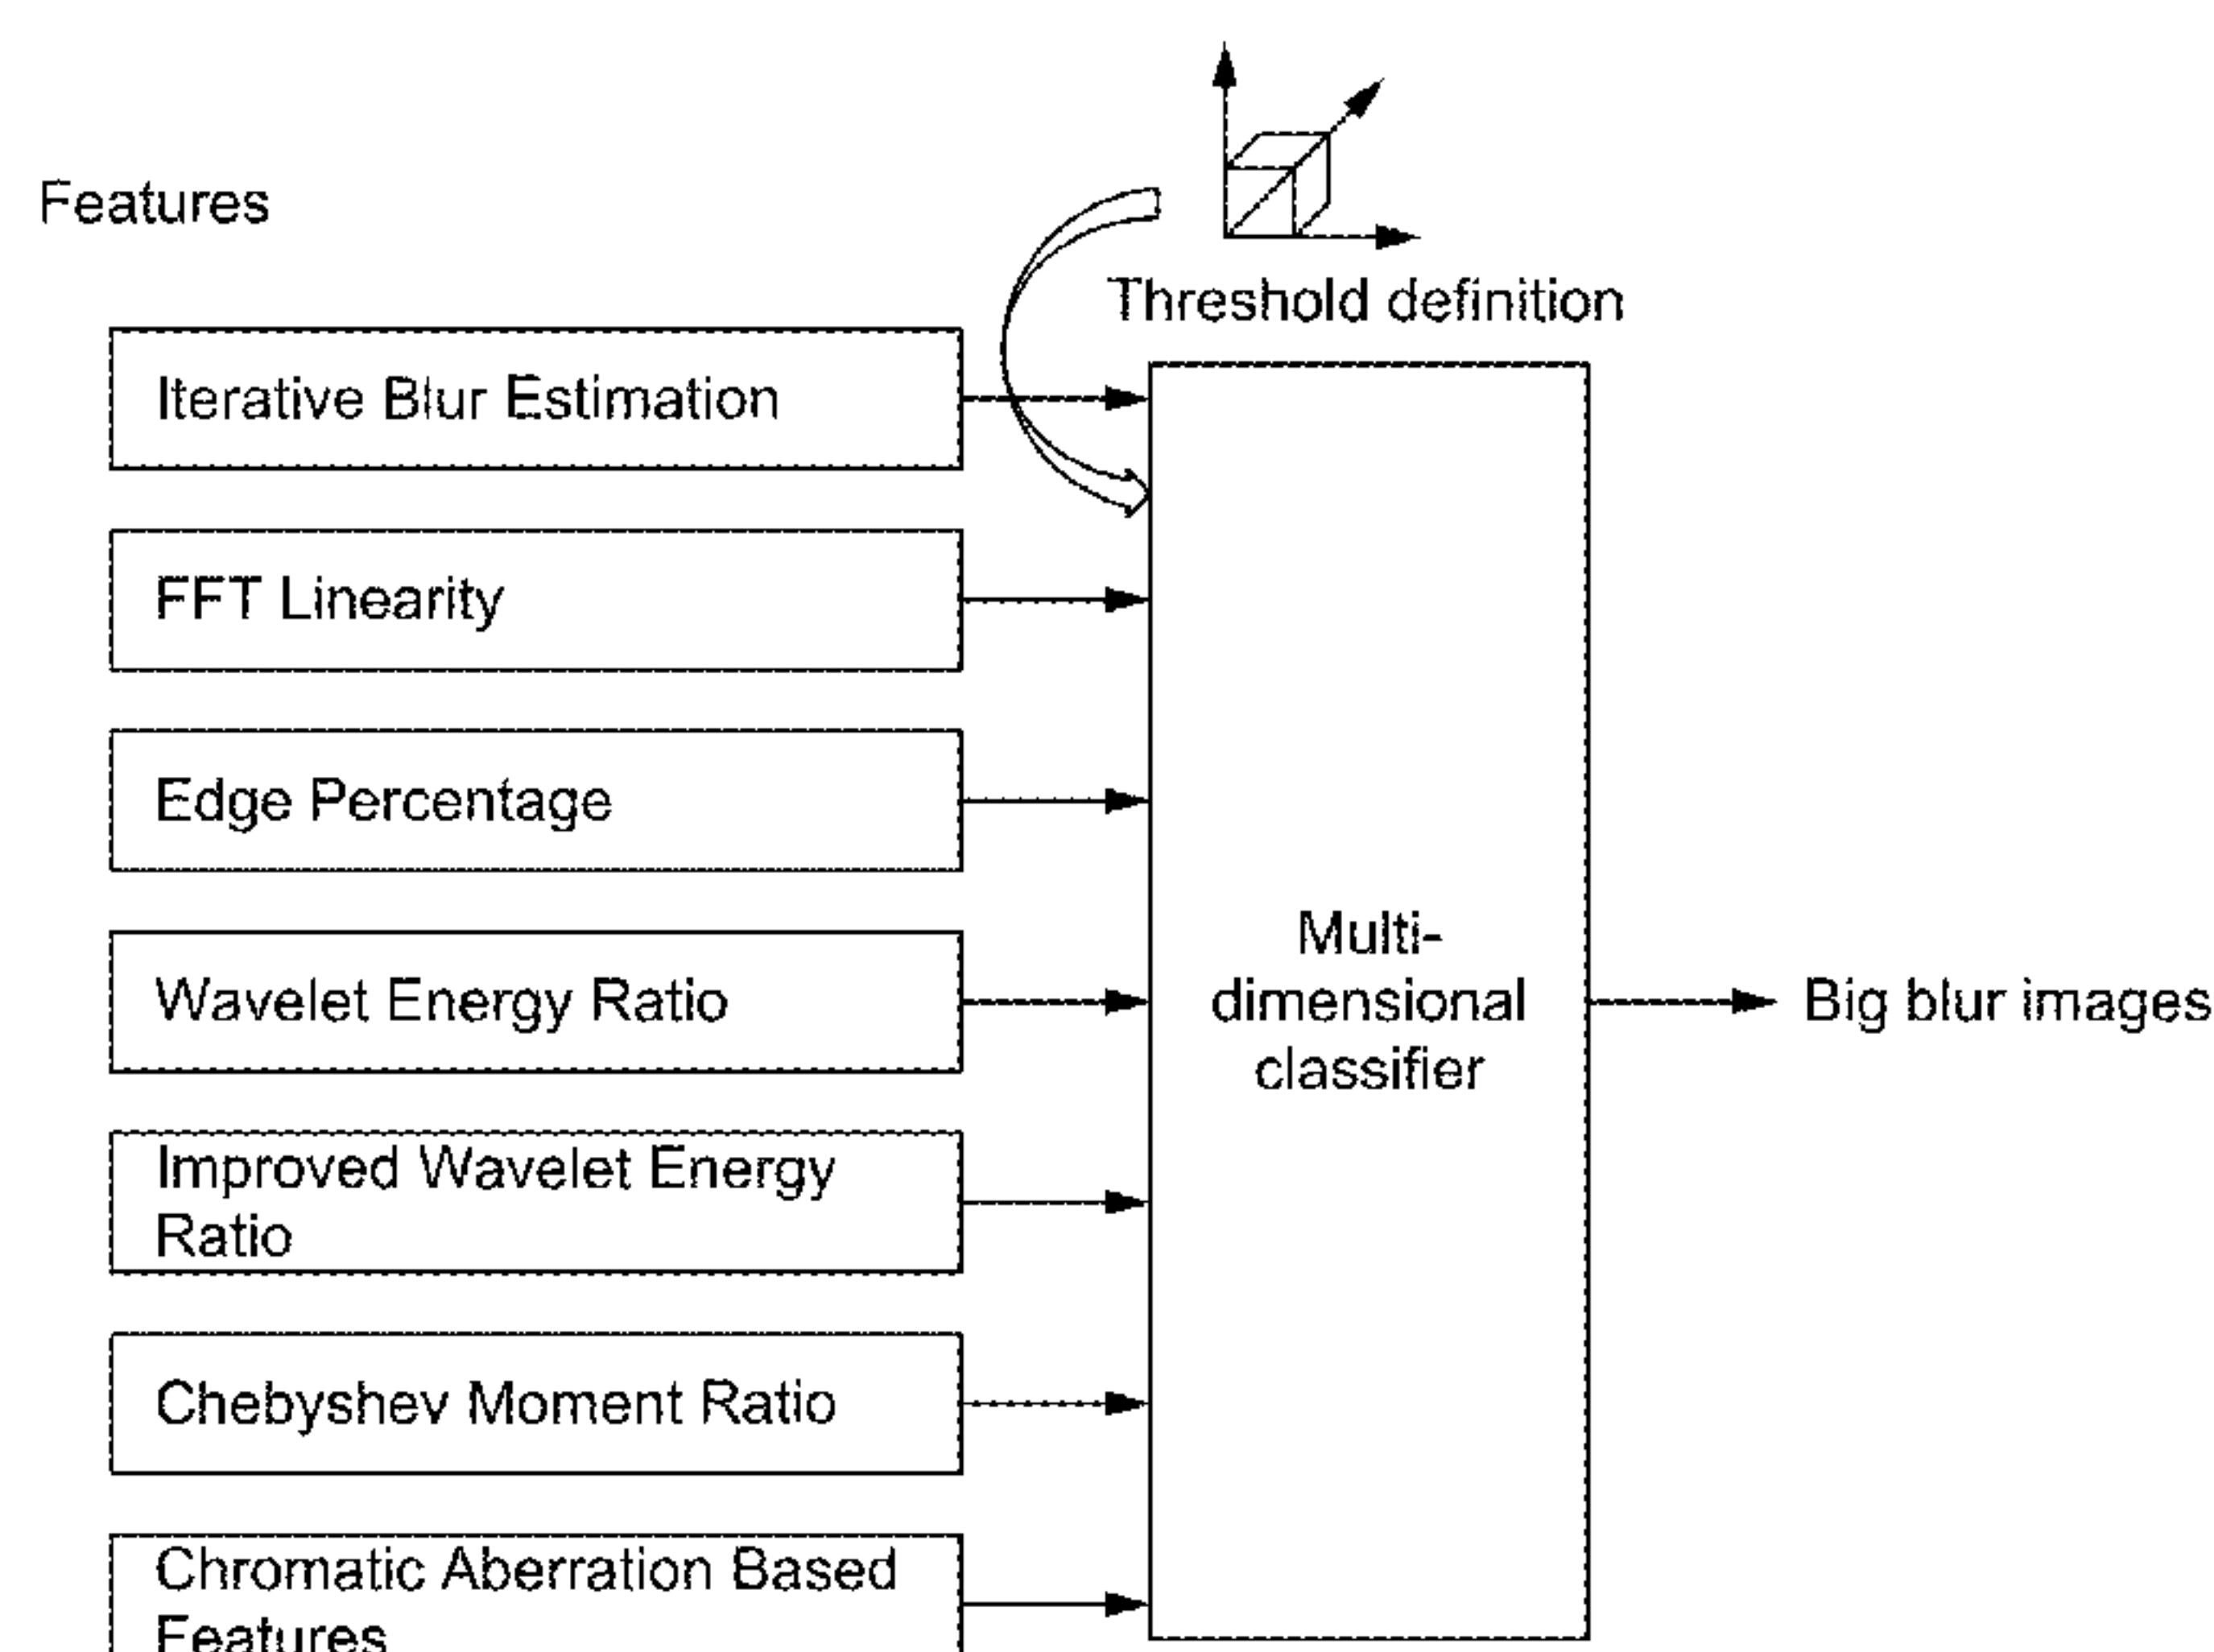 Features
Threshold definition
Iterative Blur Estimation
FFT Linearity
Edge Percentage
Wavelet Energy Ratio
Improved Wavelet Energy
Ratio
Chebyshev Moment Ratio
Chromatic Aberration Based
Features
Multi-
dimensional
classifier
Big blur images